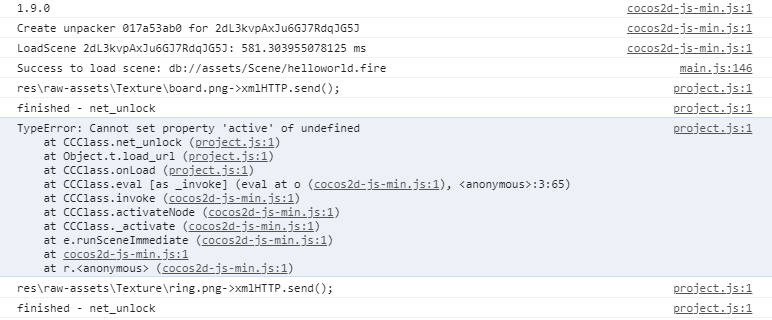 1.9.0 cocos2d-js-min.js:1
Create unpacker 017a53ab0 for 2dL3kvpAxJu6GJ7RdqJG5J cocos2d-js-min.js:1
LoadScene 2dL3kvpAxJu6GJ7RdqJG5J: 581.303955078125 ms cocos2d-js-min.js:1
Success to load scene: db://assets/Scene/helloworld.fire main.js:146
res\raw-assets\Texture\board.png->xmlHTTP.send(); project.js:1
finished - net_unlock project.js:1
TypeError: Cannot set property 'active' of undefined project.js:1
at CCClass.net_unlock (project.js:1)
at Object.t.load_url (project.js:1)
at CCClass.onLoad (project.js:1)
at CCClass.eval [as _invoke] (eval at o (cocos2d-js-min.js:1), <anonymous>:3:65)
at CCClass.invoke (cocos2d-js-min.js:1)
at CCClass.activateNode (cocos2d-js-min.js:1)
at CCClass._activate (cocos2d-js-min.js:1)
at e.runSceneImmediate (cocos2d-js-min.js:1)
at cocos2d-js-min.js:1
at r.<anonymous> (cocos2d-js-min.js:1)
res\raw-assets\Texture\ring.png->xmlHTTP.send(); project.js:1
finished - net_unlock project.js:1